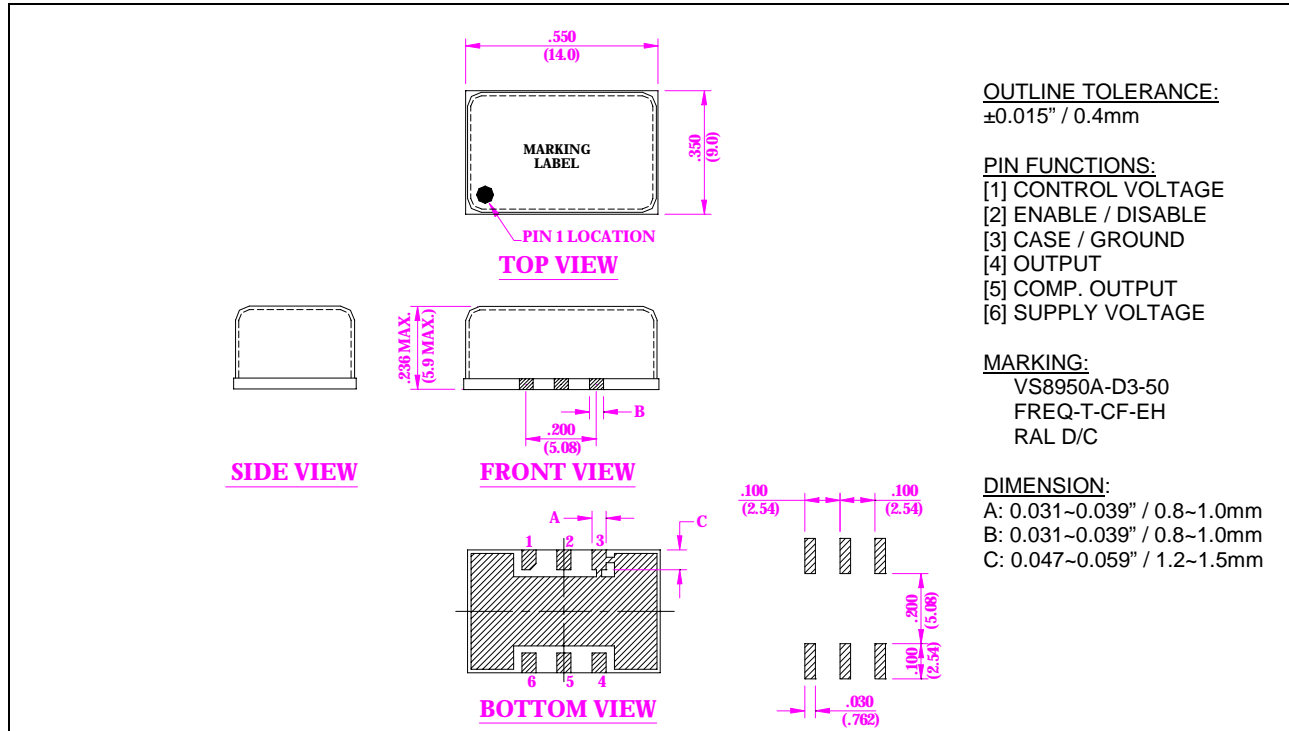 .550
(14.0)
MARKING
LABEL
.350
(9.0)
PIN 1 LOCATION
TOP VIEW
.236 MAX.
(5.9 MAX.)
B
.200
(5.08)
SIDE VIEW
FRONT VIEW
A
C
1 2 3
6 5 4
BOTTOM VIEW
.100
(2.54)
.100
(2.54)
.200
(5.08)
.100
(2.54)
.030
(.762)
OUTLINE TOLERANCE:
±0.015” / 0.4mm
PIN FUNCTIONS:
[1] CONTROL VOLTAGE
[2] ENABLE / DISABLE
[3] CASE / GROUND
[4] OUTPUT
[5] COMP. OUTPUT
[6] SUPPLY VOLTAGE
MARKING:
VS8950A-D3-50
FREQ-T-CF-EH
RAL D/C
DIMENSION:
A: 0.031~0.039” / 0.8~1.0mm
B: 0.031~0.039” / 0.8~1.0mm
C: 0.047~0.059” / 1.2~1.5mm